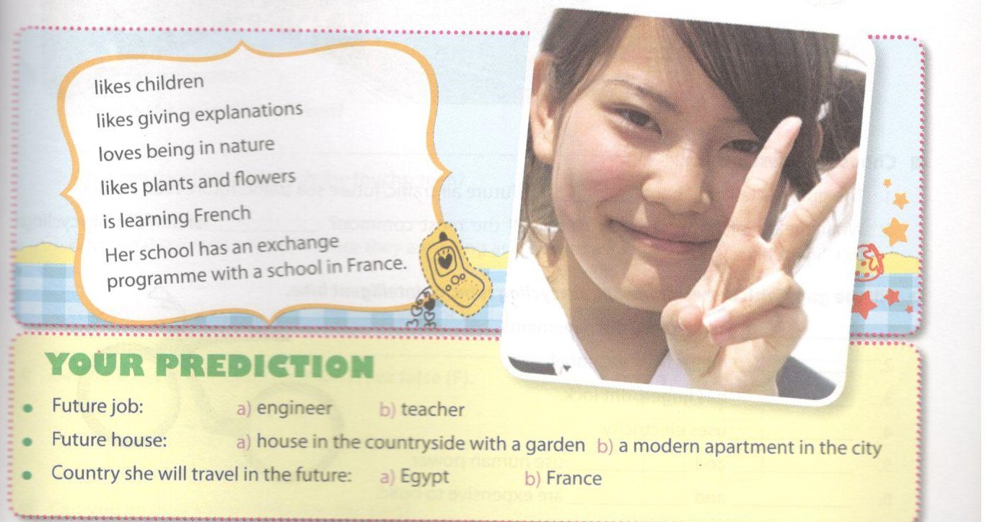 likes children
likes giving explanations
loves being in nature
likes plants and flowers
is learning French
Her school has an exchange
programme with a school in France.
YOUR PREDICTION
• Future job: a) engineer b) teacher
• Future house: a) house in the countryside with a garden b) a modern apartment in the city
• Country she will travel in the future: a) Egypt b) France